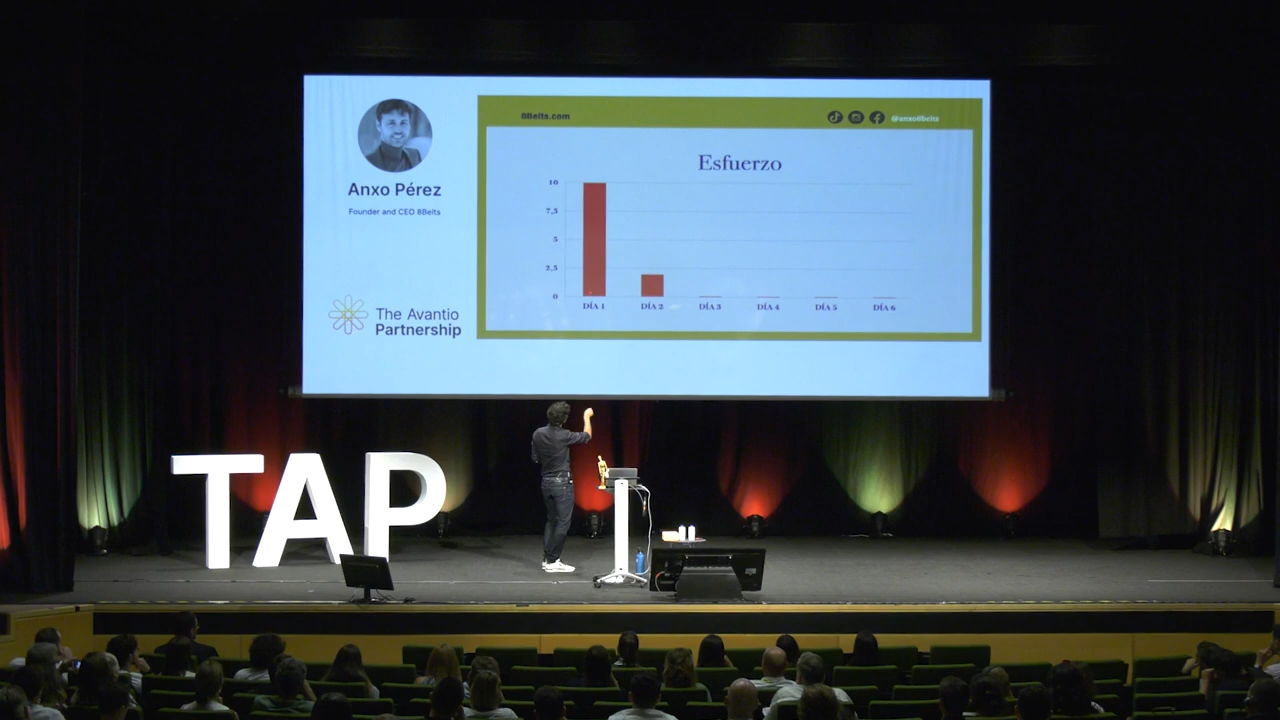 Anxo Pérez
Founder and CEO 8Belts
The Avantio
Partnership
8Belts.com
@anxo8belts
Esfuerzo
10
7,5
5
2,5
0
DÍA 1
DÍA 2
DÍA 3
DÍA 4
DÍA 5
DÍA 6
TAP